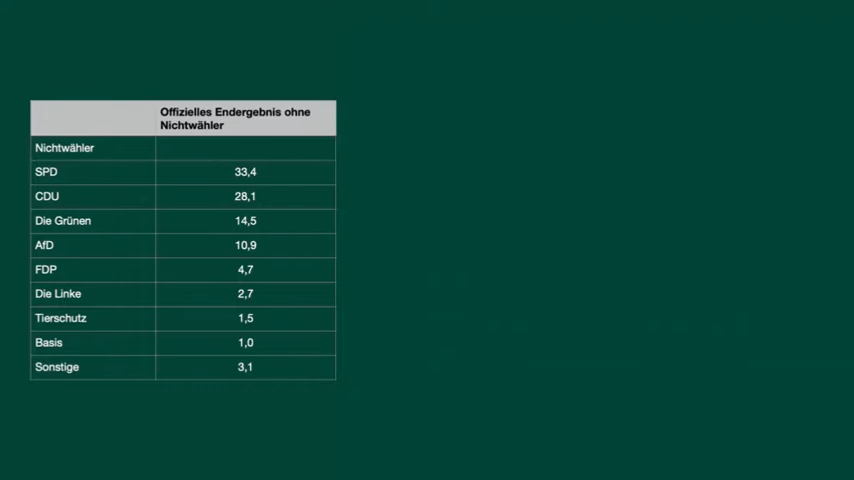 Offizielles Endergebnis ohne
Nichtwähler
Nichtwähler
SPD 33,4
CDU 28,1
Die Grünen 14,5
AfD 10,9
FDP 4,7
Die Linke 2,7
Tierschutz 1,5
Basis 1,0
Sonstige 3,1